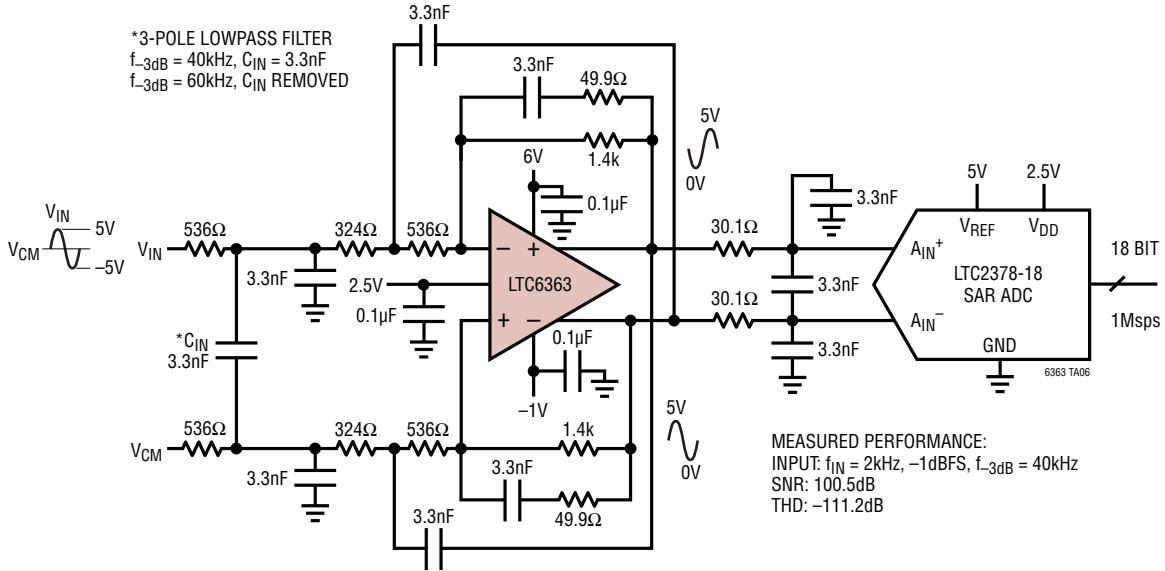 3.3nF
*3-POLE LOWPASS FILTER
f–3dB = 40kHz, CIN = 3.3nF
f–3dB = 60kHz, CIN REMOVED
3.3nF
49.9Ω
1.4k
5V
0V
6V
0.1µF
VIN
5V
VCM
–5V
VIN
536Ω
324Ω
536Ω
3.3nF
2.5V
0.1µF
– +
LTC6363
+ –
0.1µF
–1V
30.1Ω
3.3nF
3.3nF
30.1Ω
3.3nF
5V
2.5V
VREF
VDD
AIN+
LTC2378-18
SAR ADC
AIN–
GND
18 BIT
1Msps
6363 TA06
*CIN
3.3nF
VCM
536Ω
324Ω
536Ω
3.3nF
1.4k
3.3nF
49.9Ω
3.3nF
5V
0V
MEASURED PERFORMANCE:
INPUT: fIN = 2kHz, –1dBFS, f–3dB = 40kHz
SNR: 100.5dB
THD: –111.2dB